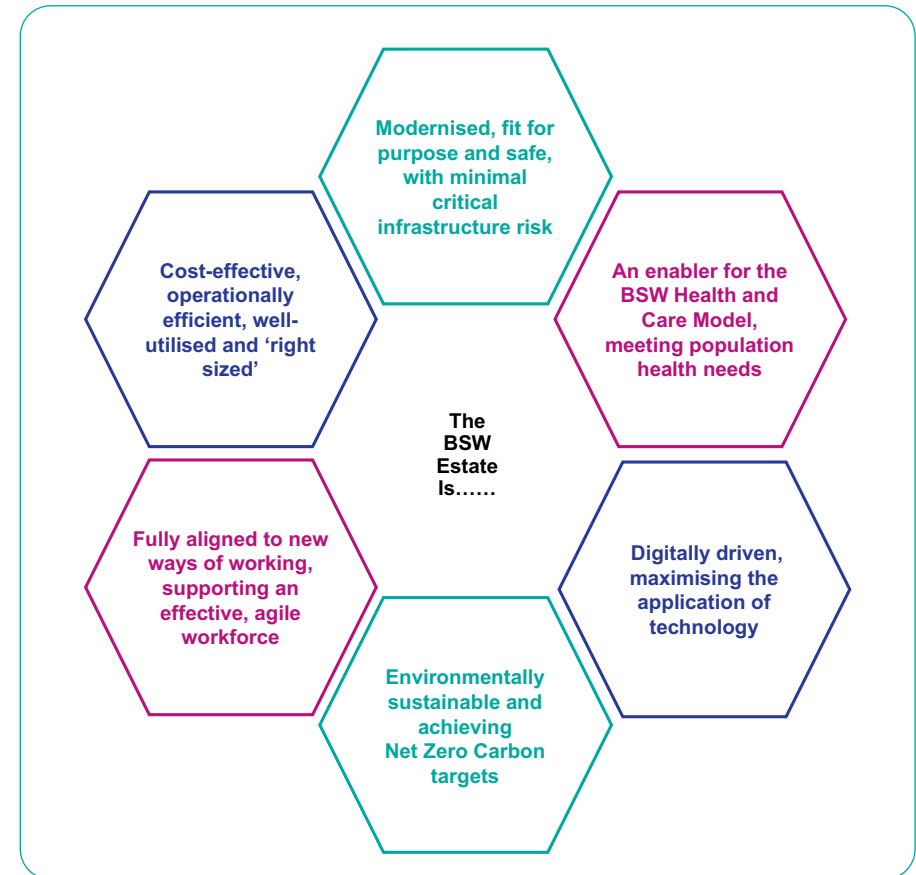 Modernised, fit for
purpose and safe,
with minimal
critical
infrastructure risk
Cost-effective,
operationally
efficient, well-
utilised and ‘right
sized’
An enabler for the
BSW Health and
Care Model,
meeting population
health needs
The
BSW
Estate
Is……
Fully aligned to new
ways of working,
supporting an
effective, agile
workforce
Digitally driven,
maximising the
application of
technology
Environmentally
sustainable and
achieving
Net Zero Carbon
targets